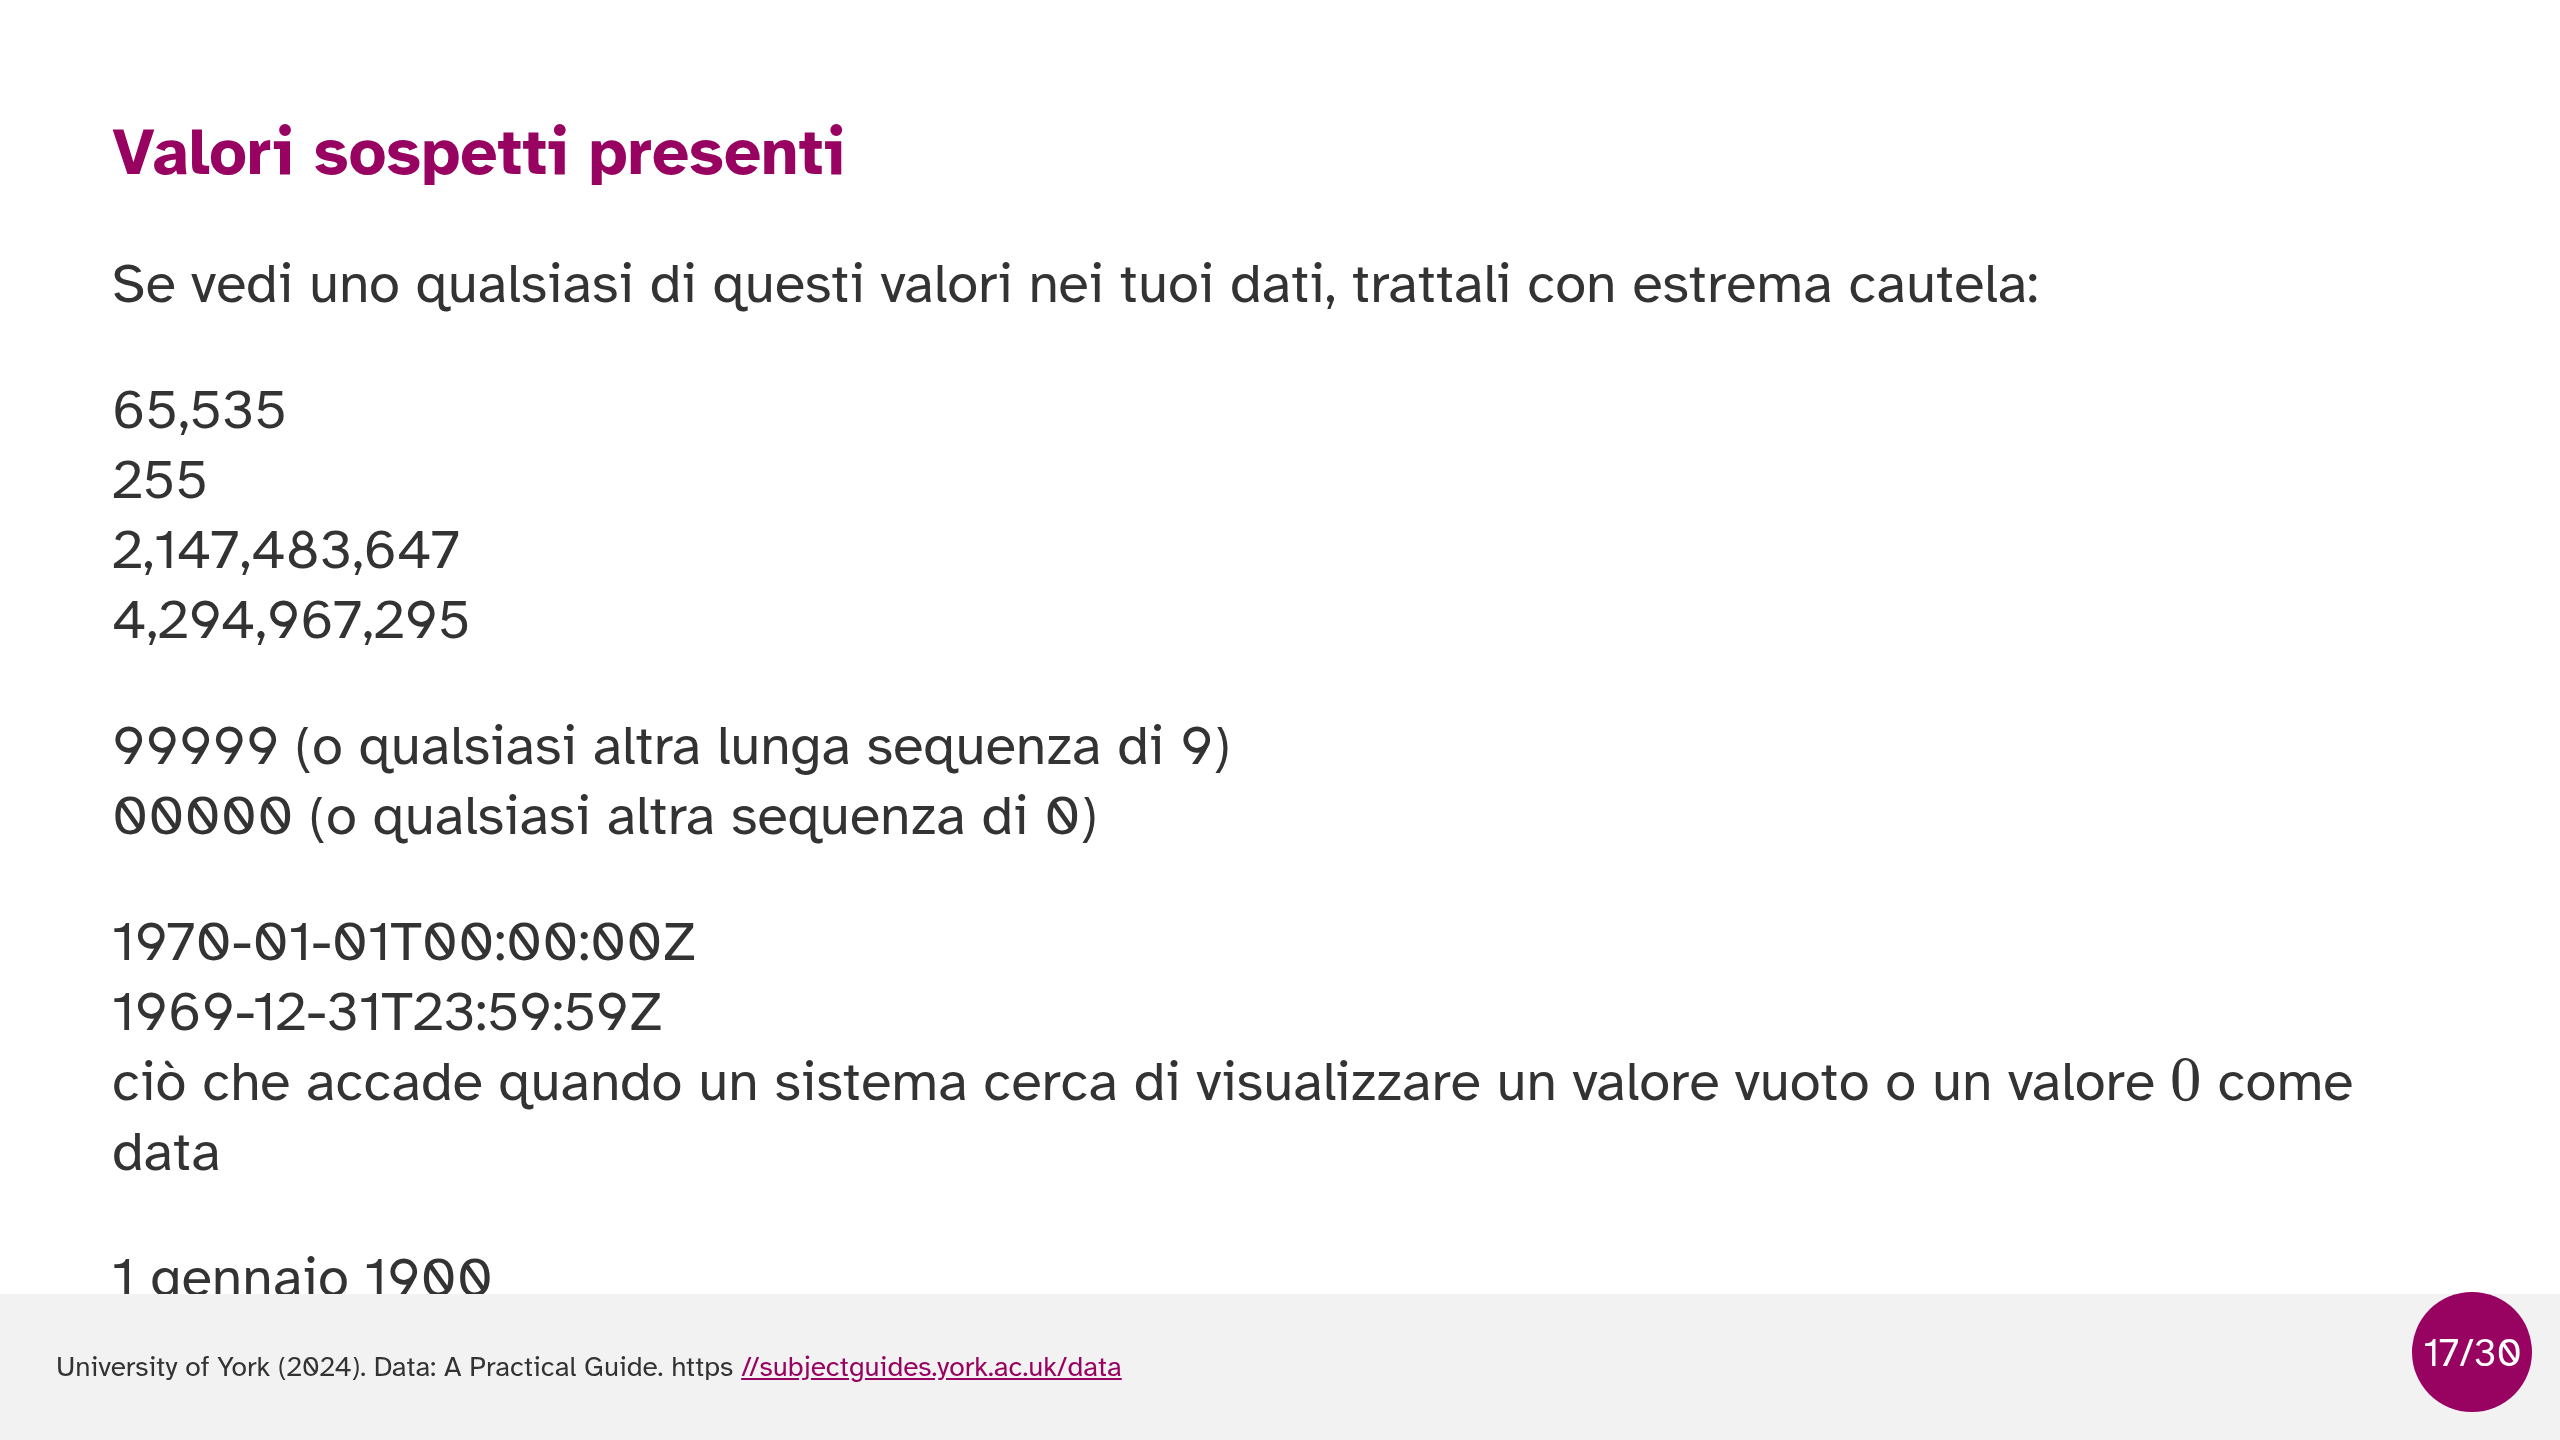 Valori sospetti presenti
Se vedi uno qualsiasi di questi valori nei tuoi dati, trattali con estrema cautela:
65,535
255
2,147,483,647
4,294,967,295
99999 (o qualsiasi altra lunga sequenza di 9)
00000 (o qualsiasi altra sequenza di 0)
1970-01-01T00:00:00Z
1969-12-31T23:59:59Z
ciò che accade quando un sistema cerca di visualizzare un valore vuoto o un valore 0 come
data
1 gennaio 1900
University of York (2024). Data: A Practical Guide. https //subjectguides.york.ac.uk/data
17/30